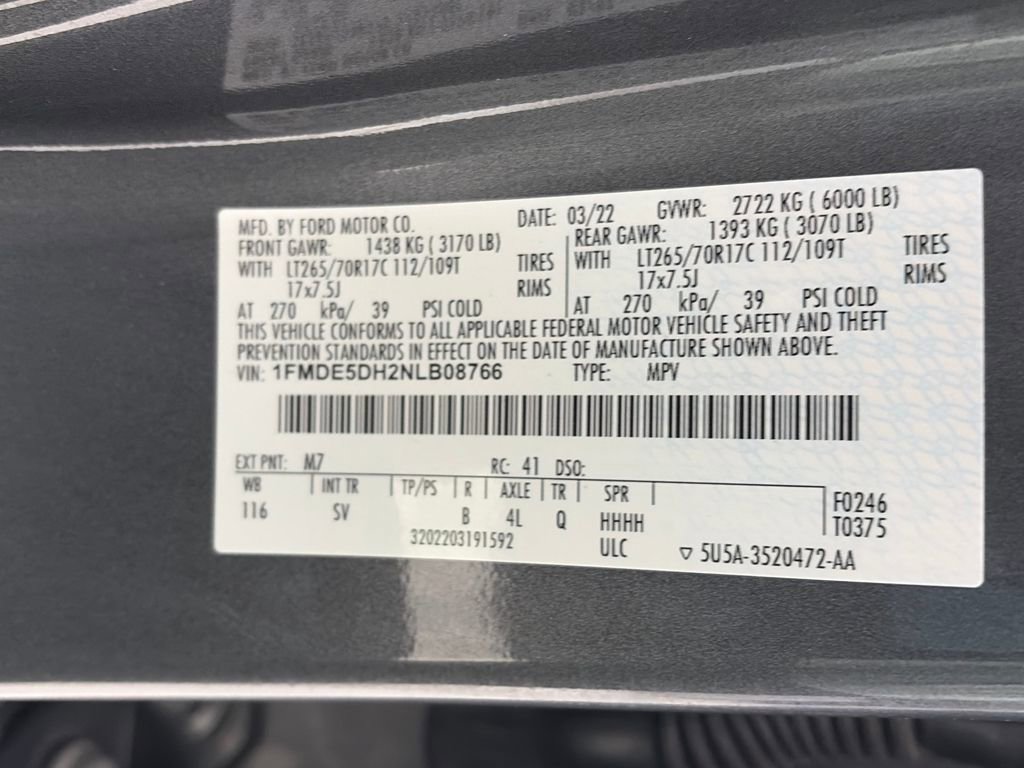 MFD. BY FORD MOTOR CO. DATE: 03/22 GVWR: 2722 KG ( 6000 LB)
FRONT GAWR: 1438 KG ( 3170 LB) REAR GAWR: 1393 KG ( 3070 LB)
WITH LT265/70R17C 112/109T TIRES WITH LT265/70R17C 112/109T TIRES
17x7.5J RIMS 17x7.5J RIMS
AT 270 kPa/ 39 PSI COLD AT 270 kPa/ 39 PSI COLD
THIS VEHICLE CONFORMS TO ALL APPLICABLE FEDERAL MOTOR VEHICLE SAFETY AND THEFT
PREVENTION STANDARDS IN EFFECT ON THE DATE OF MANUFACTURE SHOWN ABOVE.
VIN: 1FMDE5DH2NLB08766 TYPE: MPV
EXT PNT: M7 RC: 41 DSO:
WB INT TR TP/PS R AXLE TR SPR F0246
116 SV B 4L Q HHHH T0375
3202203191592 ULC 5U5A-3520472-AA